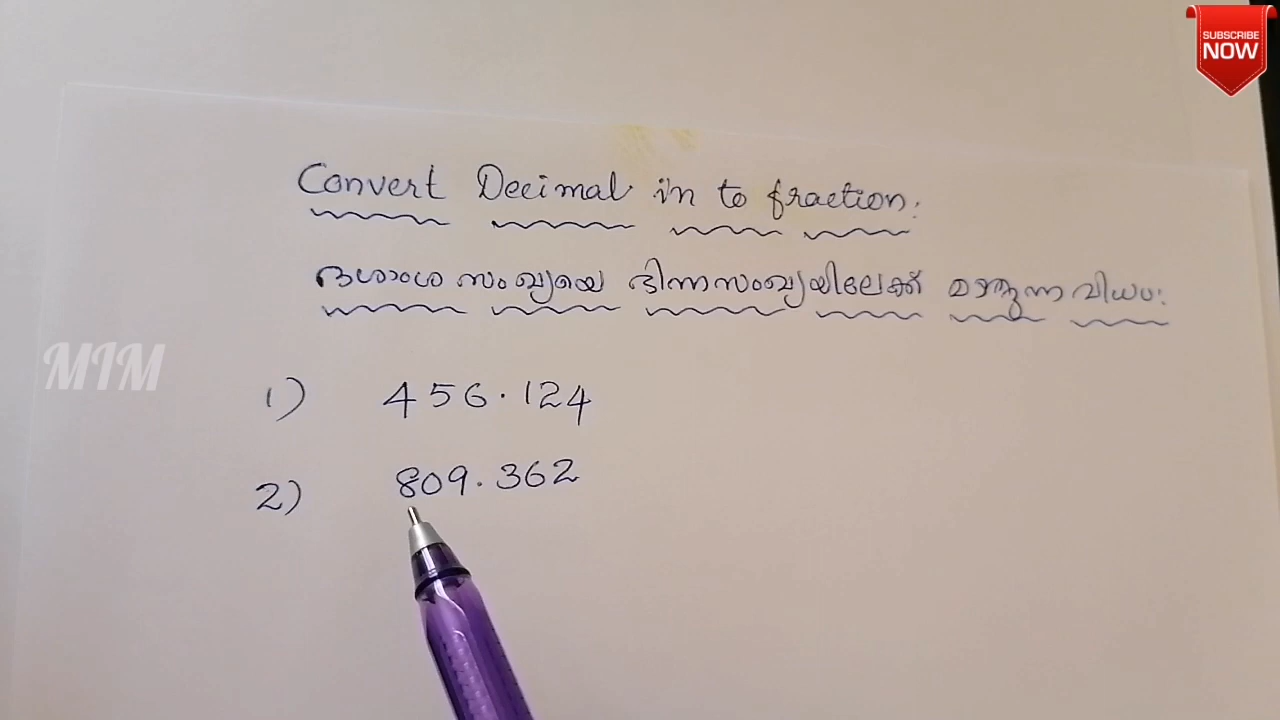 SUBSCRIBE
NOW
Convert Decimal in to fraction:
ദശാംശ സംഖ്യയെ ഭിന്നസംഖ്യയിലേക്ക് മാറ്റുന്ന വിധം:
MIM
1) 456.124
2) 809.362